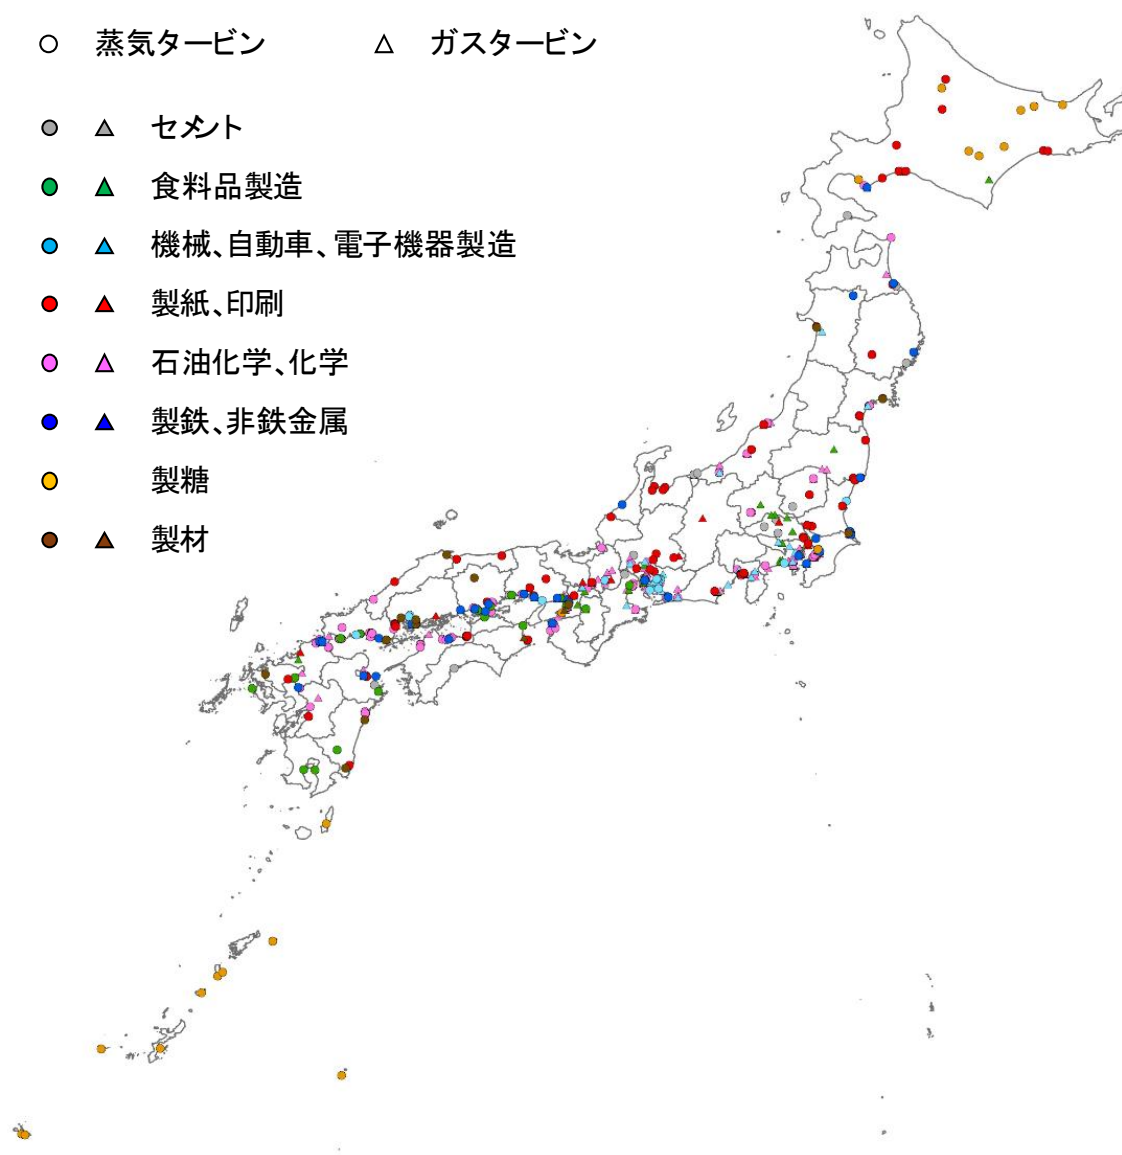 蒸気タービン ガスタービン
セメント
食料品製造
機械、自動車、電子機器製造
製紙、印刷
石油化学、化学
製鉄、非鉄金属
製糖
製材